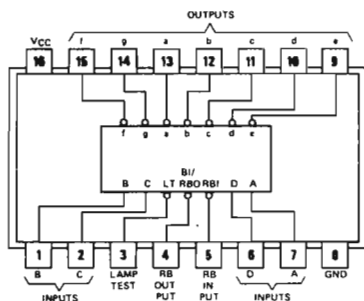 OUTPUTS
VCC f g a b c d e
16 15 14 13 12 11 10 9
f g a b c d e
BI/
B C LT RBO RBI D A
1 2 3 4 5 6 7 8
B C LAMP RB RB D A GND
TEST OUT IN
INPUTS PUT PUT INPUTS